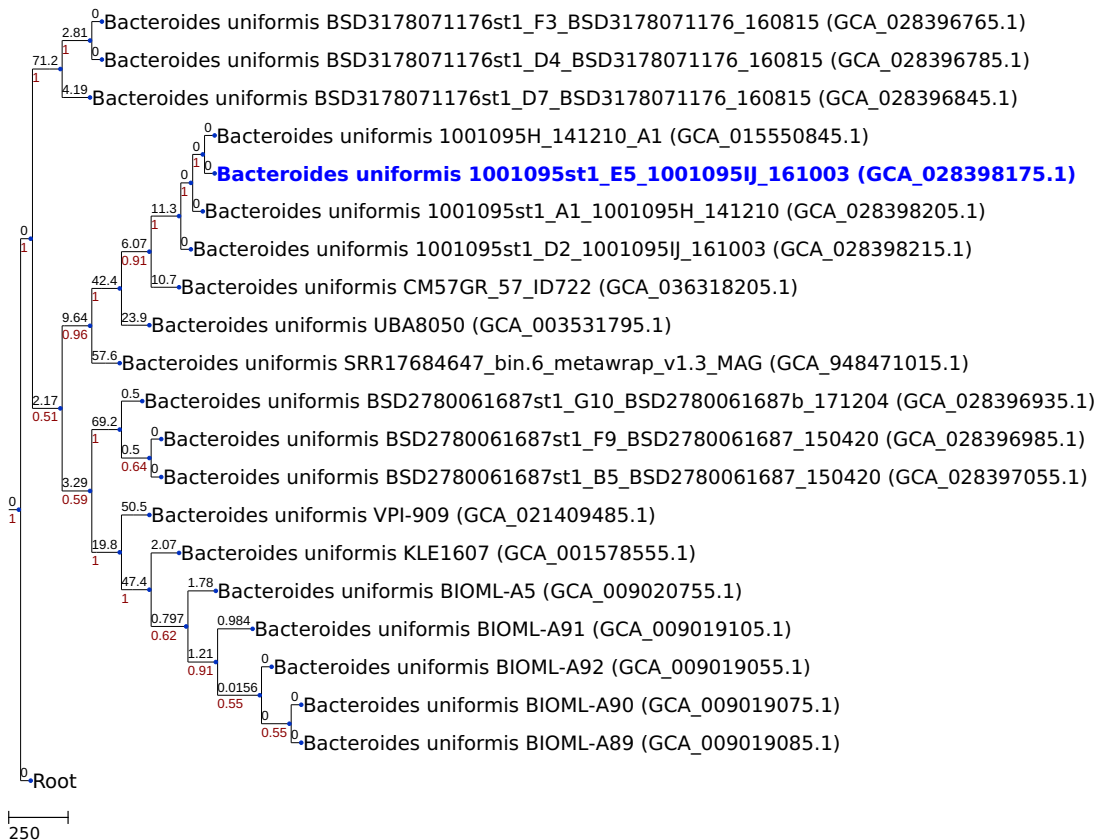 0
Bacteroides uniformis BSD3178071176st1_F3_BSD3178071176_160815 (GCA_028396765.1)
2.81
1
0
Bacteroides uniformis BSD3178071176st1_D4_BSD3178071176_160815 (GCA_028396785.1)
71.2
1
4.19
Bacteroides uniformis BSD3178071176st1_D7_BSD3178071176_160815 (GCA_028396845.1)
0
Bacteroides uniformis 1001095H_141210_A1 (GCA_015550845.1)
0
1
0
Bacteroides uniformis 1001095st1_E5_1001095IJ_161003 (GCA_028398175.1)
0
1
0
Bacteroides uniformis 1001095st1_A1_1001095H_141210 (GCA_028398205.1)
11.3
1
0
Bacteroides uniformis 1001095st1_D2_1001095IJ_161003 (GCA_028398215.1)
0
1
6.07
0.91
10.7
Bacteroides uniformis CM57GR_57_ID722 (GCA_036318205.1)
42.4
1
23.9
Bacteroides uniformis UBA8050 (GCA_003531795.1)
9.64
0.96
57.6
Bacteroides uniformis SRR17684647_bin.6_metawrap_v1.3_MAG (GCA_948471015.1)
2.17
0.51
0.5
Bacteroides uniformis BSD2780061687st1_G10_BSD2780061687b_171204 (GCA_028396935.1)
69.2
1
0
Bacteroides uniformis BSD2780061687st1_F9_BSD2780061687_150420 (GCA_028396985.1)
0.5
0.64
0
Bacteroides uniformis BSD2780061687st1_B5_BSD2780061687_150420 (GCA_028397055.1)
3.29
0.59
50.5
Bacteroides uniformis VPI-909 (GCA_021409485.1)
0
1
19.8
1
2.07
Bacteroides uniformis KLE1607 (GCA_001578555.1)
47.4
1
1.78
Bacteroides uniformis BIOML-A5 (GCA_009020755.1)
0.797
0.62
0.984
Bacteroides uniformis BIOML-A91 (GCA_009019105.1)
1.21
0.91
0
Bacteroides uniformis BIOML-A92 (GCA_009019055.1)
0.0156
0.55
0
Bacteroides uniformis BIOML-A90 (GCA_009019075.1)
0
0.55
0
Bacteroides uniformis BIOML-A89 (GCA_009019085.1)
0
Root
250